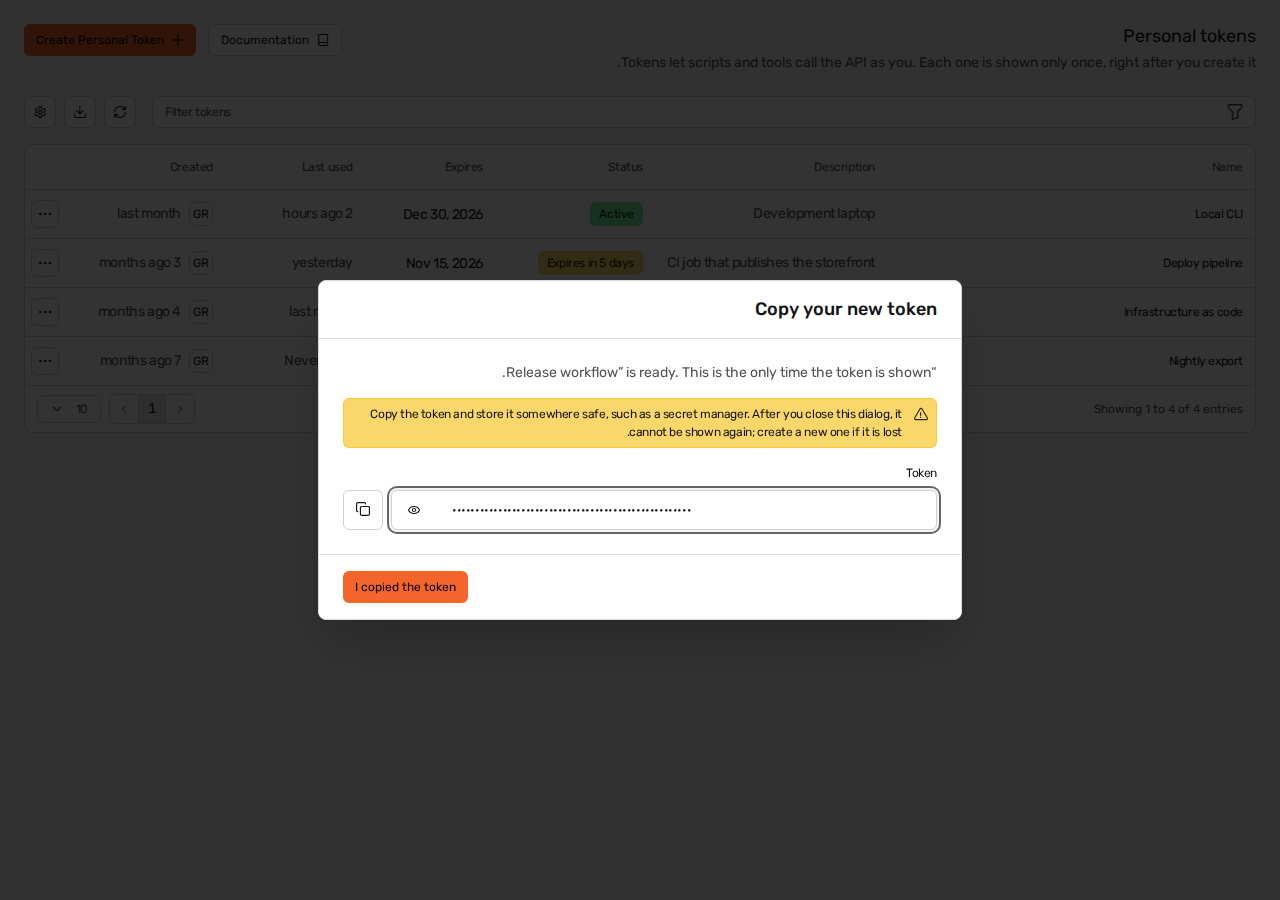 Personal tokens
Documentation
Create Personal Token
.Tokens let scripts and tools call the API as you. Each one is shown only once, right after you create it
Filter tokens
Name
Description
Status
Expires
Last used
Created
Local CLI
Development laptop
Active
Dec 30, 2026
hours ago 2
GR
last month
Deploy pipeline
CI job that publishes the storefront
Expires in 5 days
Nov 15, 2026
yesterday
GR
months ago 3
Infrastructure as code
GR
months ago 4
Nightly export
Never
GR
months ago 7
Showing 1 to 4 of 4 entries
1
10
Copy your new token
.Release workflow” is ready. This is the only time the token is shown“
Copy the token and store it somewhere safe, such as a secret manager. After you close this dialog, it
.cannot be shown again; create a new one if it is lost
Token
I copied the token